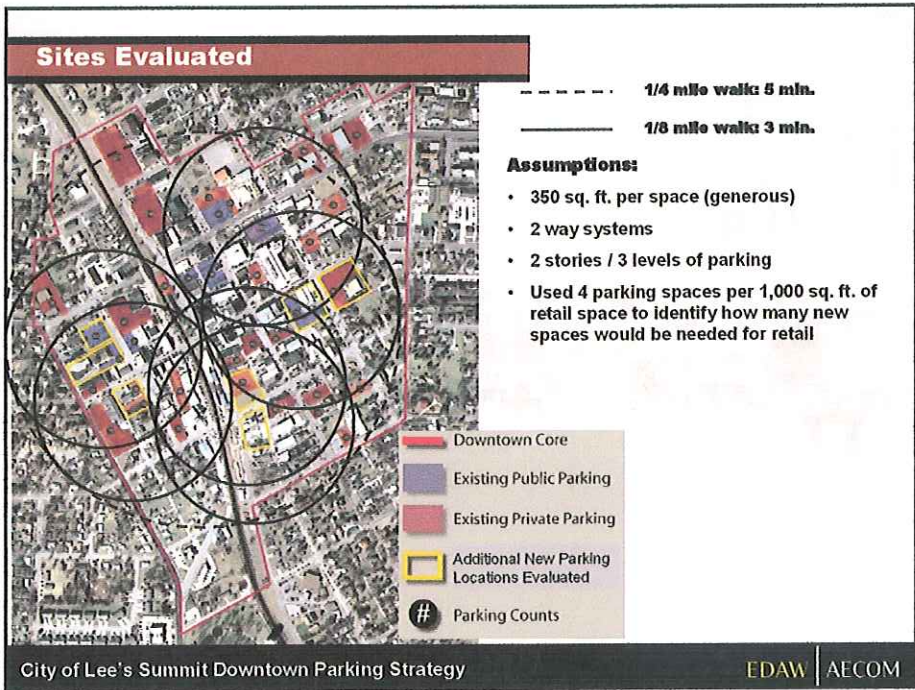 Sites Evaluated
1/4 mile walk: 5 min.
1/8 mile walk: 3 min.
Assumptions:
• 350 sq. ft. per space (generous)
• 2 way systems
• 2 stories / 3 levels of parking
• Used 4 parking spaces per 1,000 sq. ft. of
retail space to identify how many new
spaces would be needed for retail
Downtown Core
Existing Public Parking
Existing Private Parking
Additional New Parking
Locations Evaluated
# Parking Counts
City of Lee's Summit Downtown Parking Strategy
EDAW | AECOM